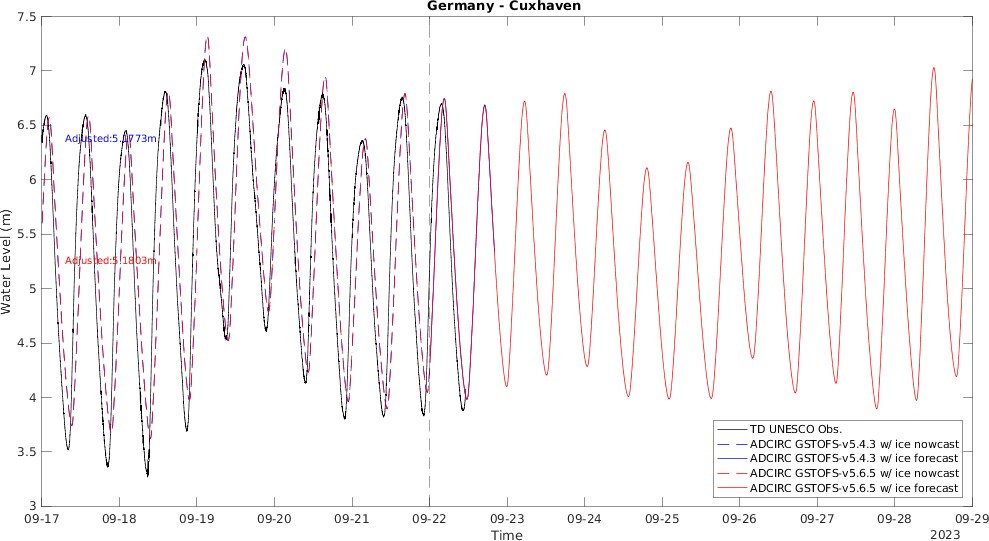 Germany - Cuxhaven
7.5
7
6.5
6
5.5
5
4.5
4
3.5
3
Water Level (m)
Adjusted:5.1803m
TD UNESCO Obs.
ADCIRC GSTOFS-v5.4.3 w/ ice nowcast
ADCIRC GSTOFS-v5.4.3 w/ ice forecast
ADCIRC GSTOFS-v5.6.5 w/ ice nowcast
ADCIRC GSTOFS-v5.6.5 w/ ice forecast
09-17 09-18 09-19 09-20 09-21 09-22 09-23 09-24 09-25 09-26 09-27 09-28 09-29
Time
2023